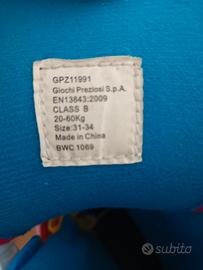 GPZ11991
Giochi Preziosi S.p.A.
EN13843:2009
CLASS B
20-60Kg
Size:31-34
Made in China
BWC 1069
subito